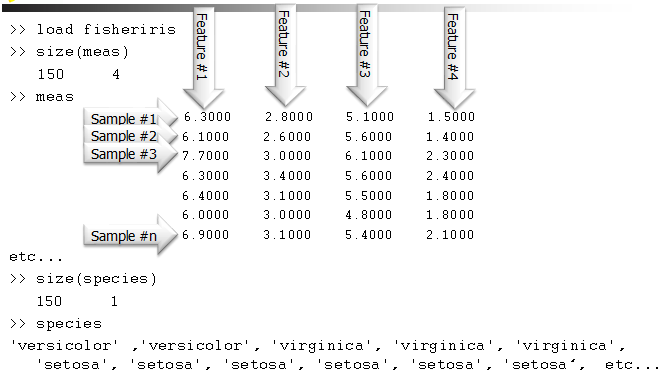 >> load fisheriris
>> size(meas)
150 4
>> meas
Feature #1 Feature #2 Feature #3 Feature #4
Sample #1 6.3000 2.8000 5.1000 1.5000
Sample #2 6.1000 2.6000 5.6000 1.4000
Sample #3 7.7000 3.0000 6.1000 2.3000
6.3000 3.4000 5.6000 2.4000
6.4000 3.1000 5.5000 1.8000
6.0000 3.0000 4.8000 1.8000
Sample #n 6.9000 3.1000 5.4000 2.1000
etc...
>> size(species)
150 1
>> species
'versicolor' ,'versicolor', 'virginica', 'virginica', 'virginica',
'setosa', 'setosa', 'setosa', 'setosa', 'setosa', 'setosa´, etc...